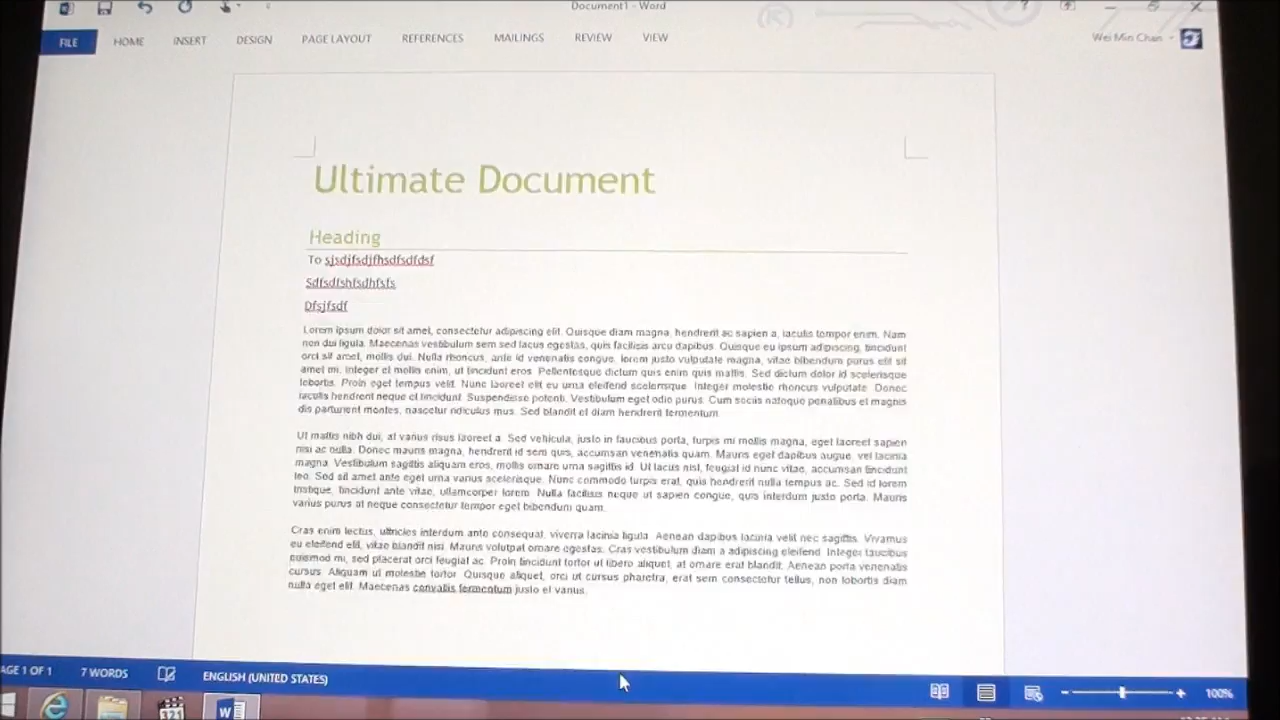 Document1 - Word
FILE HOME INSERT DESIGN PAGE LAYOUT REFERENCES MAILINGS REVIEW VIEW Wei Min Chan
Ultimate Document
Heading
To sjsdjfsdjfhsdfsdfdsf
Sdfsdfshfsdhfsfs
Dfsjfsdf
Lorem ipsum dolor sit amet, consectetur adipiscing elit. Quisque diam magna, hendrerit ac sapien a, iaculis tempor enim. Nam
non dui ligula. Maecenas vestibulum sem sed lacus egestas, quis facilisis arcu dapibus. Quisque eu ipsum adipiscing, tincidunt
orci sit amet, mollis dui. Nulla rhoncus, ante id venenatis congue, lorem justo vulputate magna, vitae bibendum purus elit sit
amet mi. Integer et mollis enim, ut tincidunt eros. Pellentesque dictum quis enim quis mattis. Sed dictum dolor id scelerisque
lobortis. Proin eget tempus velit. Nunc laoreet elit eu urna eleifend scelerisque. Integer molestie rhoncus vulputate. Donec
iaculis hendrerit neque et tincidunt. Suspendisse potenti. Vestibulum eget odio purus. Cum sociis natoque penatibus et magnis
dis parturient montes, nascetur ridiculus mus. Sed blandit et diam hendrerit fermentum.
Ut mattis nibh dui, at varius risus laoreet a. Sed vehicula, justo in faucibus porta, turpis mi mollis magna, eget laoreet sapien
nisi ac nulla. Donec mauris magna, hendrerit id sem quis, accumsan venenatis quam. Mauris eget dapibus augue, vel lacinia
magna. Vestibulum sagittis aliquam eros, mollis ornare urna sagittis id. Ut lacus nisl, feugiat id nunc vitae, accumsan tincidunt
leo. Sed sit amet ante eget urna varius scelerisque. Nunc commodo turpis erat, quis hendrerit nulla tempus ac. Sed id lorem
tristique, tincidunt ante vitae, ullamcorper lorem. Nulla facilisis neque ut sapien congue, quis interdum justo porta. Mauris
varius purus at neque consectetur tempor eget bibendum quam.
Cras enim lectus, ultricies interdum ante consequat, viverra lacinia ligula. Aenean dapibus lacinia velit nec sagittis. Vivamus
eu eleifend elit, vitae blandit nisi. Mauris volutpat ornare egestas. Cras vestibulum diam a adipiscing eleifend. Integer faucibus
euismod mi, sed placerat orci feugiat ac. Proin tincidunt tortor ut libero aliquet, at ornare erat blandit. Aenean porta venenatis
cursus. Aliquam ut molestie tortor. Quisque aliquet, orci ut cursus pharetra, erat sem consectetur tellus, non lobortis diam
nulla eget elit. Maecenas convallis fermentum justo et varius.
PAGE 1 OF 1 7 WORDS ENGLISH (UNITED STATES) 100%
321